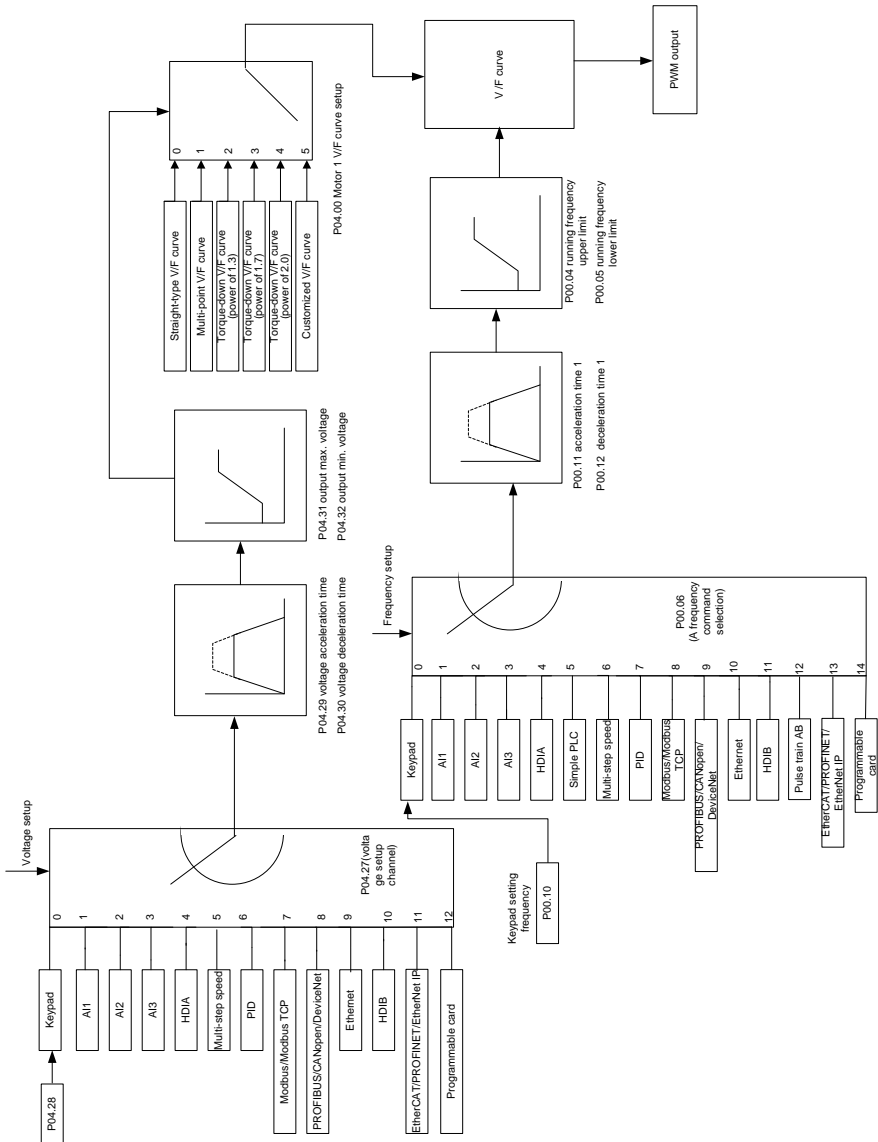 Voltage setup
P04.28
Keypad
AI1
AI2
AI3
HDIA
Multi-step speed
PID
Modbus/Modbus TCP
PROFIBUS/CANopen/DeviceNet
Ethernet
HDIB
EtherCAT/PROFINET/EtherNet IP
Programmable card
0
1
2
3
4
5
6
7
8
9
10
11
12
P04.27(volta
ge setup
channel)
P04.29 voltage acceleration time
P04.30 voltage deceleration time
P04.31 output max. voltage
P04.32 output min. voltage
Straight-type V/F curve
Multi-point V/F curve
Torque-down V/F curve
(power of 1.3)
Torque-down V/F curve
(power of 1.7)
Torque-down V/F curve
(power of 2.0)
Customized V/F curve
0
1
2
3
4
5
P04.00 Motor 1 V/F curve setup
Keypad setting
frequency
P00.10
Frequency setup
Keypad
AI1
AI2
AI3
HDIA
Simple PLC
Multi-step speed
PID
Modbus/Modbus
TCP
PROFIBUS/CANopen/
DeviceNet
Ethernet
HDIB
Pulse train AB
EtherCAT/PROFINET/
EtherNet IP
Programmable
card
0
1
2
3
4
5
6
7
8
9
10
11
12
13
14
P00.06
(A frequency
command
selection)
P00.11 acceleration time 1
P00.12 deceleration time 1
P00.04 running frequency
upper limit
P00.05 running frequency
lower limit
V /F curve
PWM output